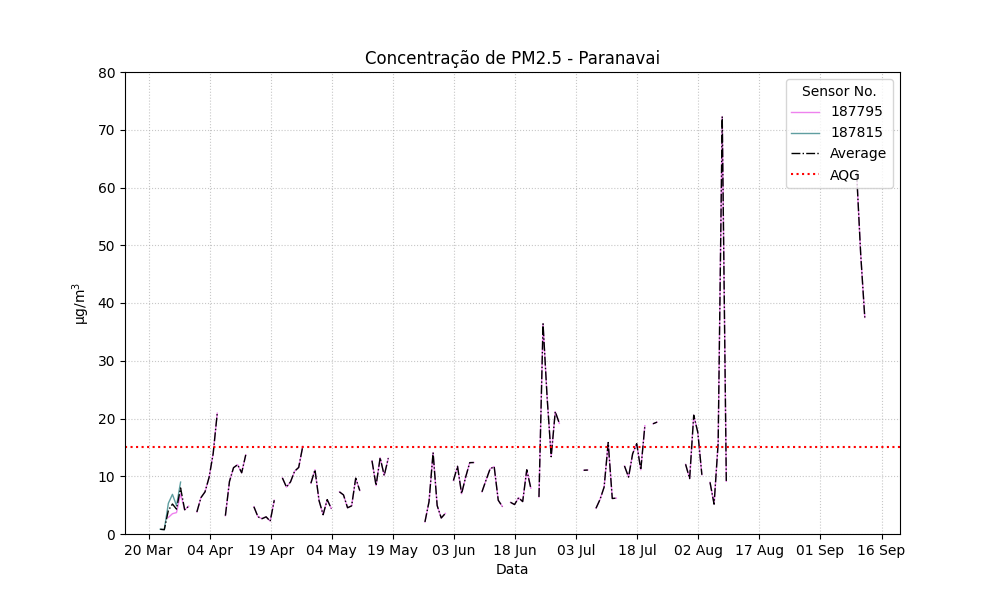 Concentração de PM2.5 - Paranavai
80
70
60
50
40
30
20
10
0
µg/m³
Sensor No.
187795
187815
Average
AQG
20 Mar 04 Apr 19 Apr 04 May 19 May 03 Jun 18 Jun 03 Jul 18 Jul 02 Aug 17 Aug 01 Sep 16 Sep
Data